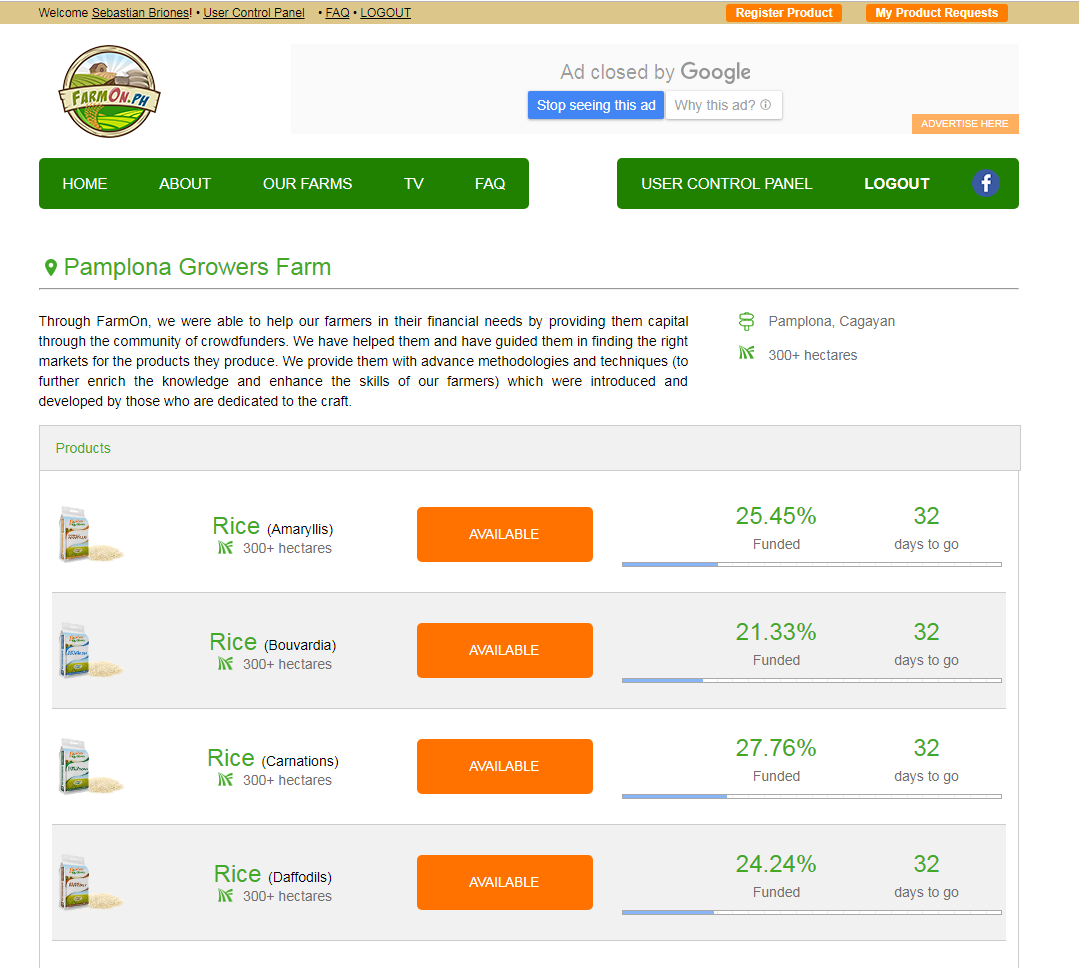 Welcome Sebastian Briones! • User Control Panel • FAQ • LOGOUT
Register Product
My Product Requests
FARMON.PH
Ad closed by Google
Stop seeing this ad
Why this ad?
ADVERTISE HERE
HOME
ABOUT
OUR FARMS
TV
FAQ
USER CONTROL PANEL
LOGOUT
f
Pamplona Growers Farm
Through FarmOn, we were able to help our farmers in their financial needs by providing them capital
through the community of crowdfunders. We have helped them and have guided them in finding the right
markets for the products they produce. We provide them with advance methodologies and techniques (to
further enrich the knowledge and enhance the skills of our farmers) which were introduced and
developed by those who are dedicated to the craft.
Pamplona, Cagayan
300+ hectares
Products
Rice (Amaryllis)
300+ hectares
AVAILABLE
25.45%
Funded
32
days to go
Rice (Bouvardia)
300+ hectares
AVAILABLE
21.33%
Funded
32
days to go
Rice (Carnations)
300+ hectares
AVAILABLE
27.76%
Funded
32
days to go
Rice (Daffodils)
300+ hectares
AVAILABLE
24.24%
Funded
32
days to go